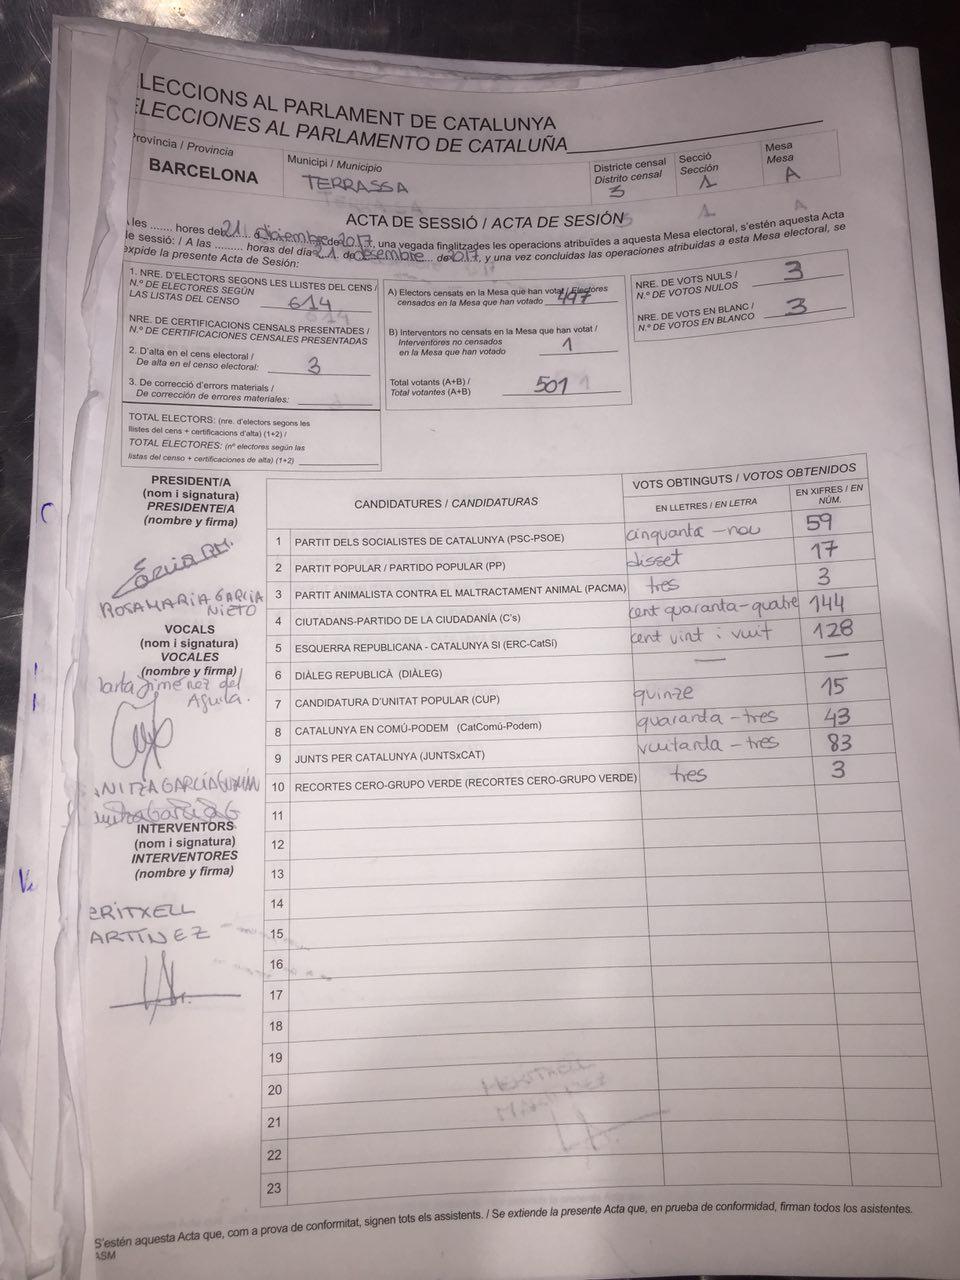 LECCIONS AL PARLAMENT DE CATALUNYA
ELECCIONES AL PARLAMENTO DE CATALUÑA
Província / Provincia
BARCELONA
Municipi / Municipio
TERRASSA
Districte censal
Distrito censal
3
Secció
Sección
1
Mesa
Mesa
A
ACTA DE SESSIÓ / ACTA DE SESIÓN
A les ....... hores del 21 de diciembre de 2017, una vegada finalitzades les operacions atribuïdes a aquesta Mesa electoral, s'estén aquesta Acta
de sessió: / A las ......... horas del día 21 de desembre de 2017, y una vez concluidas las operaciones atribuidas a esta Mesa electoral, se
expide la presente Acta de Sesión:
1. NRE. D'ELECTORS SEGONS LES LLISTES DEL CENS /
N.º DE ELECTORES SEGÚN
LAS LISTAS DEL CENSO 614
NRE. DE CERTIFICACIONS CENSALS PRESENTADES /
N.º DE CERTIFICACIONES CENSALES PRESENTADAS
2. D'alta en el cens electoral /
De alta en el censo electoral: 3
3. De correcció d'errors materials /
De corrección de errores materiales:
TOTAL ELECTORS: (nre. d'electors segons les
llistes del cens + certificacions d'alta) (1+2) /
TOTAL ELECTORES: (nº electores según las
listas del censo + certificaciones de alta) (1+2)
A) Electors censats en la Mesa que han votat / Electores
censados en la Mesa que han votado 497
B) Interventors no censats en la Mesa que han votat /
Interventores no censados
en la Mesa que han votado 1
Total votants (A+B) /
Total votantes (A+B) 501
NRE. DE VOTS NULS /
N.º DE VOTOS NULOS 3
NRE. DE VOTS EN BLANC /
N.º DE VOTOS EN BLANCO 3
PRESIDENT/A
(nom i signatura)
PRESIDENTE/A
(nombre y firma)
ROSA MARIA GARCIA
NIETO
VOCALS
(nom i signatura)
VOCALES
(nombre y firma)
Marta Jiménez del
Aguila.
INTERVENTORS
(nom i signatura)
INTERVENTORES
(nombre y firma)
ERITXELL
ARTÍNEZ
CANDIDATURES / CANDIDATURAS
VOTS OBTINGUTS / VOTOS OBTENIDOS
EN LLETRES / EN LETRA
EN XIFRES / EN
NÚM.
1 PARTIT DELS SOCIALISTES DE CATALUNYA (PSC-PSOE) cinquanta-nou 59
2 PARTIT POPULAR / PARTIDO POPULAR (PP) disset 17
3 PARTIT ANIMALISTA CONTRA EL MALTRACTAMENT ANIMAL (PACMA) tres 3
4 CIUTADANS-PARTIDO DE LA CIUDADANÍA (C's) cent quaranta-quatre 144
5 ESQUERRA REPUBLICANA - CATALUNYA SI (ERC-CatSí) cent vint i vuit 128
6 DIÀLEG REPUBLICÀ (DIÀLEG) — —
7 CANDIDATURA D'UNITAT POPULAR (CUP) quinze 15
8 CATALUNYA EN COMÚ-PODEM (CatComú-Podem) quaranta-tres 43
9 JUNTS PER CATALUNYA (JUNTSxCAT) vuitanta-tres 83
10 RECORTES CERO-GRUPO VERDE (RECORTES CERO-GRUPO VERDE) tres 3
11
12
13
14
15
16
17
18
19
20
21
22
23
S'estén aquesta Acta que, com a prova de conformitat, signen tots els assistents. / Se extiende la presente Acta que, en prueba de conformidad, firman todos los asistentes.
ASM